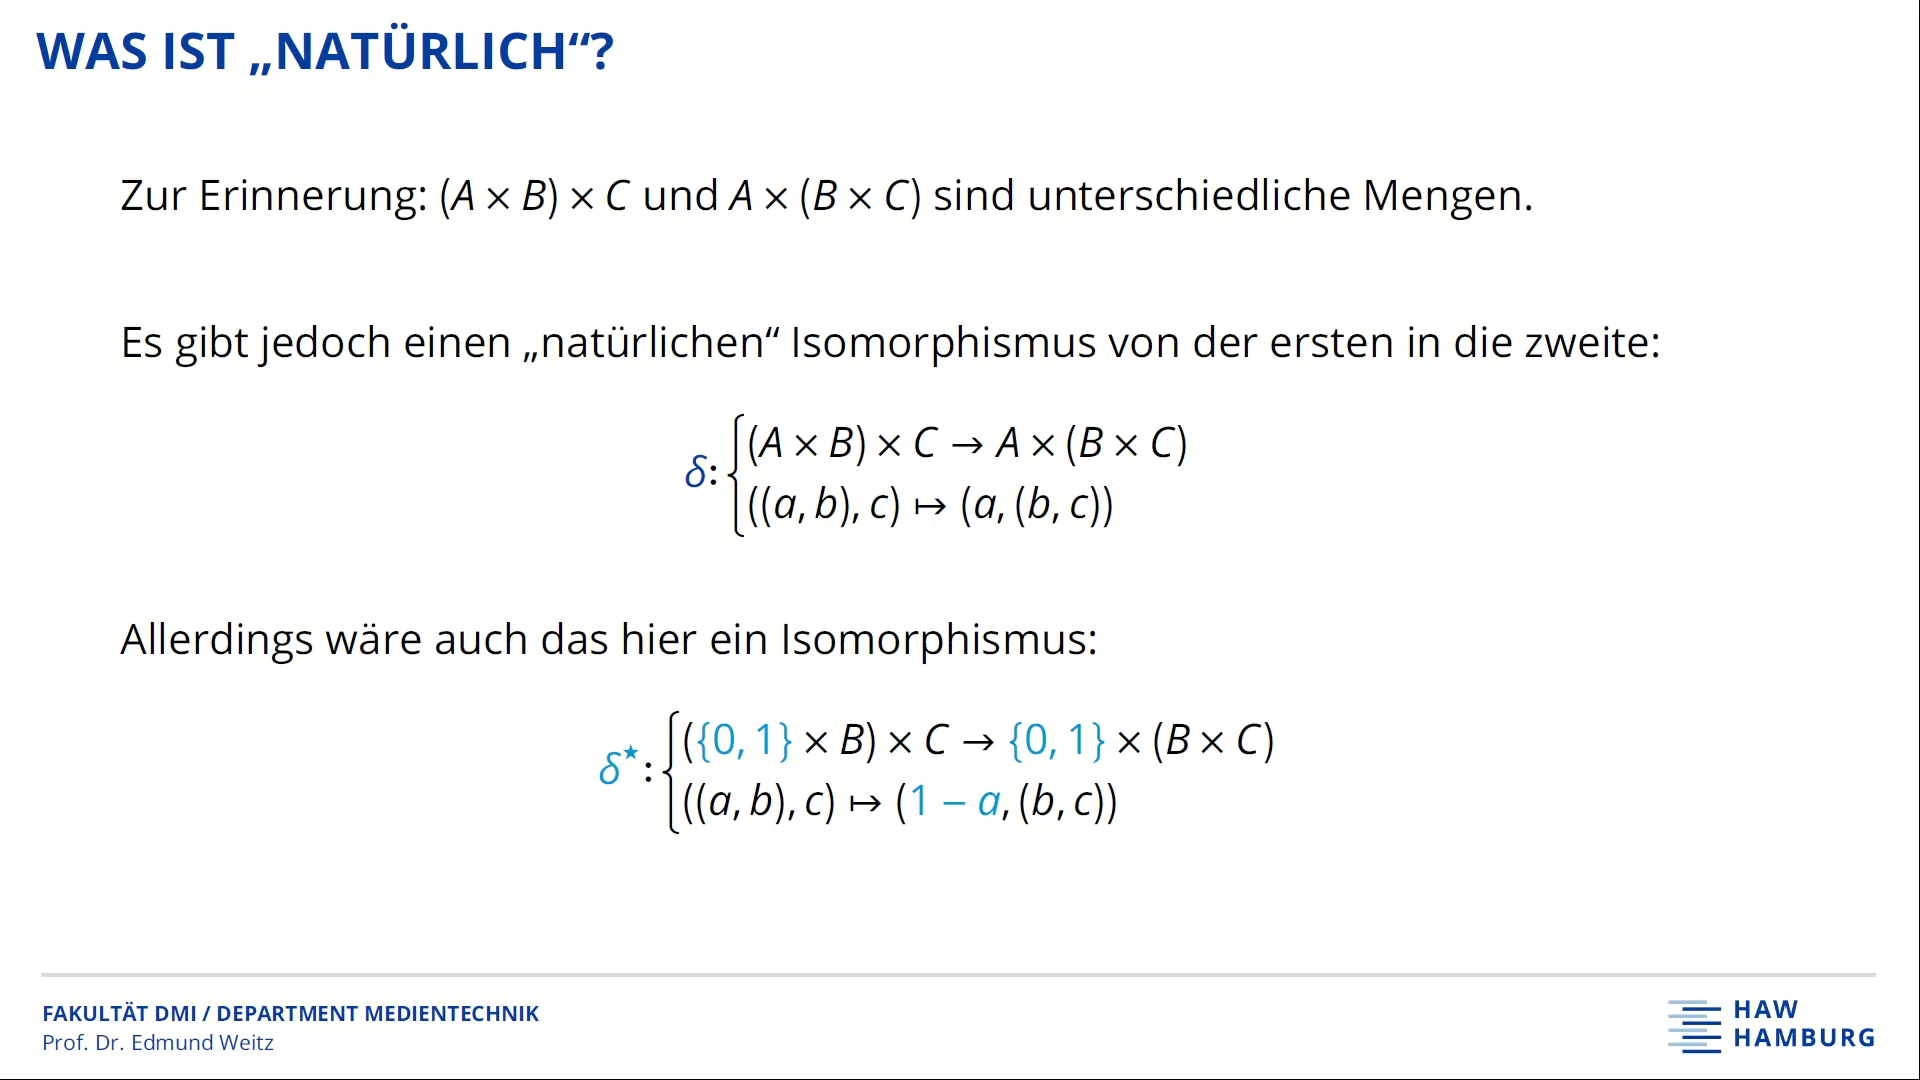 WAS IST „NATÜRLICH“?
Zur Erinnerung: (A × B) × C und A × (B × C) sind unterschiedliche Mengen.
Es gibt jedoch einen „natürlichen“ Isomorphismus von der ersten in die zweite:
δ: { (A × B) × C → A × (B × C)
((a, b), c) ↦ (a, (b, c))
Allerdings wäre auch das hier ein Isomorphismus:
δ★: { ({0, 1} × B) × C → {0, 1} × (B × C)
((a, b), c) ↦ (1 − a, (b, c))
FAKULTÄT DMI / DEPARTMENT MEDIENTECHNIK
Prof. Dr. Edmund Weitz
HAW
HAMBURG